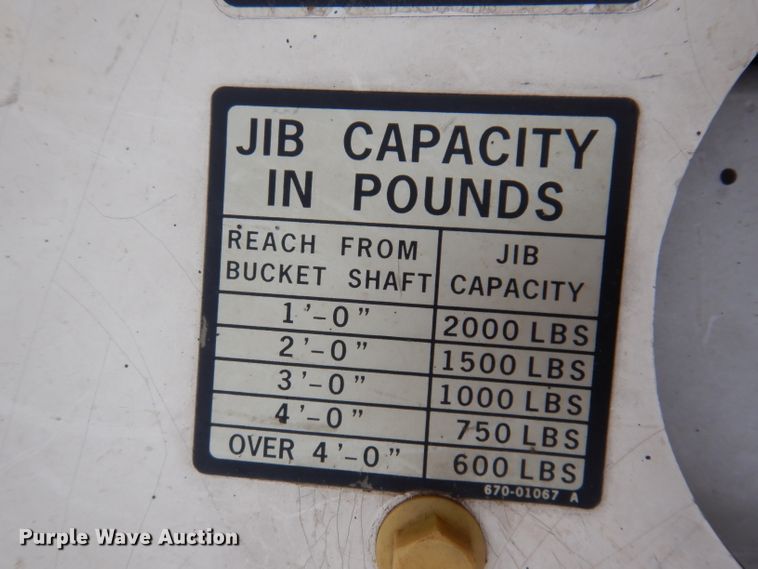 JIB CAPACITY
IN POUNDS
REACH FROM BUCKET SHAFT JIB CAPACITY
1'-0" 2000 LBS
2'-0" 1500 LBS
3'-0" 1000 LBS
4'-0" 750 LBS
OVER 4'-0" 600 LBS
670-01067 A
Purple Wave Auction